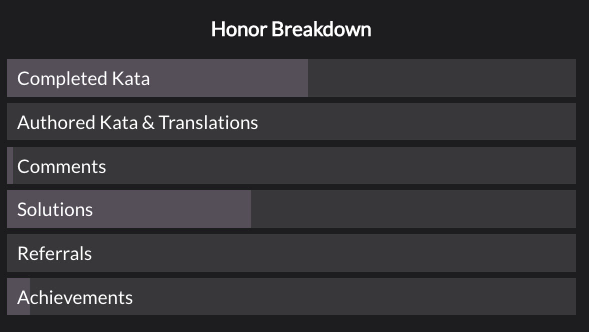 Honor Breakdown
Completed Kata
Authored Kata & Translations
Comments
Solutions
Referrals
Achievements